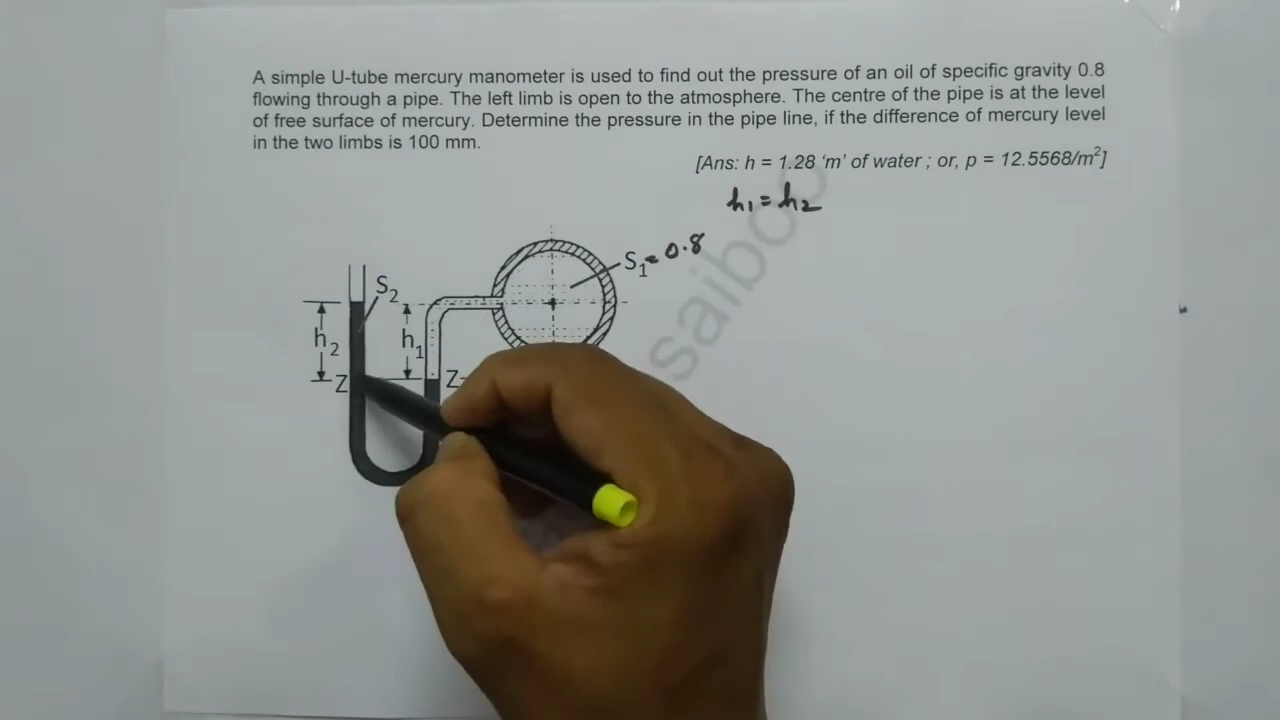 A simple U-tube mercury manometer is used to find out the pressure of an oil of specific gravity 0.8
flowing through a pipe. The left limb is open to the atmosphere. The centre of the pipe is at the level
of free surface of mercury. Determine the pressure in the pipe line, if the difference of mercury level
in the two limbs is 100 mm.
[Ans: h = 1.28 'm' of water ; or, p = 12.5568/m²]
h₁ = h₂
S₁ = 0.8
S₂
h₂
h₁
Z
Z
saiboo